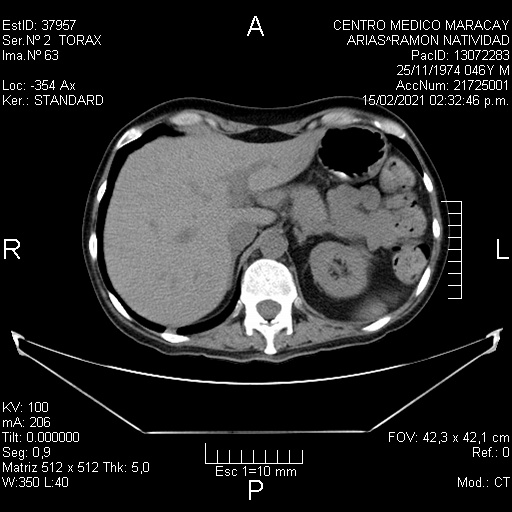 EstID: 37957
Ser.Nº 2 TORAX
Ima.Nº 63
Loc: -354 Ax
Ker.: STANDARD
A
CENTRO MEDICO MARACAY
ARIAS^RAMON NATIVIDAD
PacID: 13072283
25/11/1974 046Y M
AccNum: 21725001
15/02/2021 02:32:46 p.m.
R
L
KV: 100
mA: 206
Tilt: 0.000000
Seg: 0,9
Matriz 512 x 512 Thk: 5,0
W:350 L:40
Esc 1=10 mm
P
FOV: 42,3 x 42,1 cm
Ref.: 0
Mod.: CT